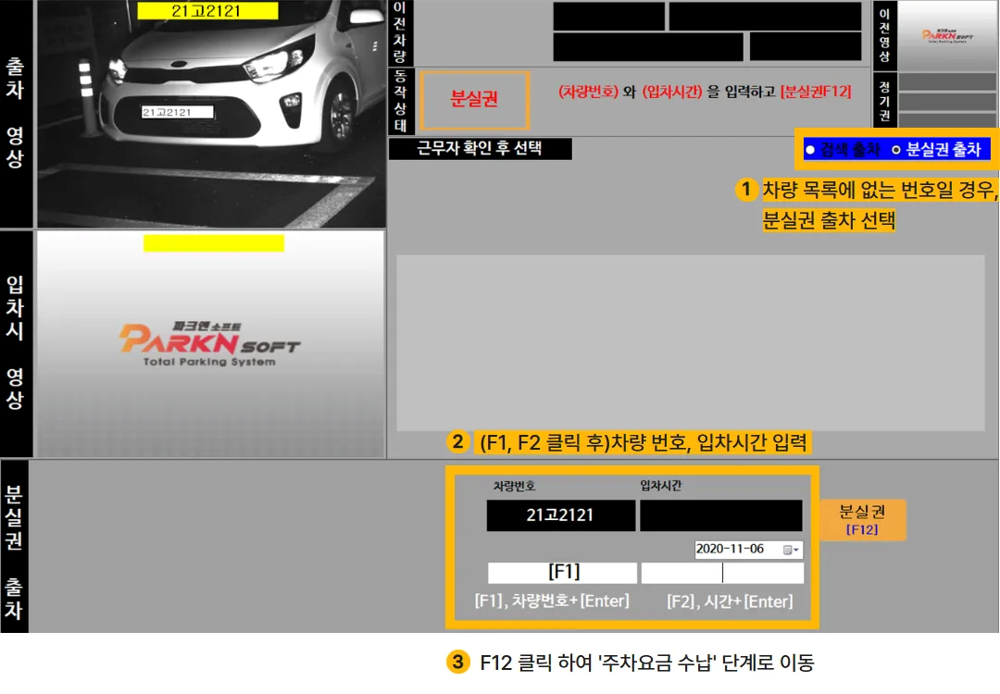 출차 영상
21고2121
21고2121
이전차량
이전영상
파크엔 소프트
PARKN SOFT
Total Parking System
동작상태
분실권
(차량번호) 와 (입차시간) 을 입력하고 [분실권F12]
정기권
근무자 확인 후 선택
검색 출차 분실권 출차
1 차량 목록에 없는 번호일 경우,
분실권 출차 선택
입차시 영상
파크엔 소프트
PARKN SOFT
Total Parking System
2 (F1, F2 클릭 후)차량 번호, 입차시간 입력
분실권 출차
차량번호 입차시간
21고2121
분실권
[F12]
2020-11-06
[F1]
[F1], 차량번호+[Enter] [F2], 시간+[Enter]
3 F12 클릭 하여 '주차요금 수납' 단계로 이동